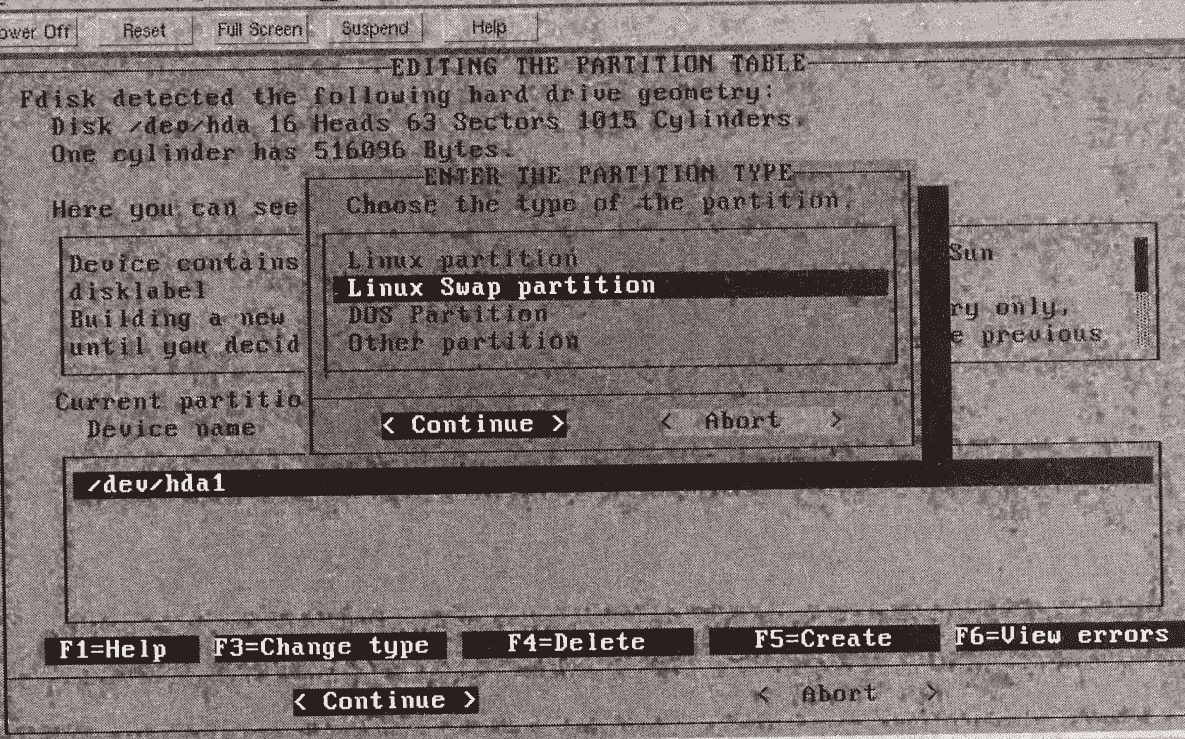 ower Off Reset Full Screen Suspend Help
EDITING THE PARTITION TABLE
Fdisk detected the following hard drive geometry:
Disk /dev/hda 16 Heads 63 Sectors 1015 Cylinders.
One cylinder has 516096 Bytes.
ENTER THE PARTITION TYPE
Choose the type of the partition.
Here you can see
Linux partition
Linux Swap partition
DOS Partition
Other partition
Device contains
disklabel
Building a new
until you decid
Sun
ry only,
e previous
< Continue > < Abort >
Current partitio
Device name
/dev/hda1
F1=Help F3=Change type F4=Delete F5=Create F6=View errors
< Continue > < Abort >